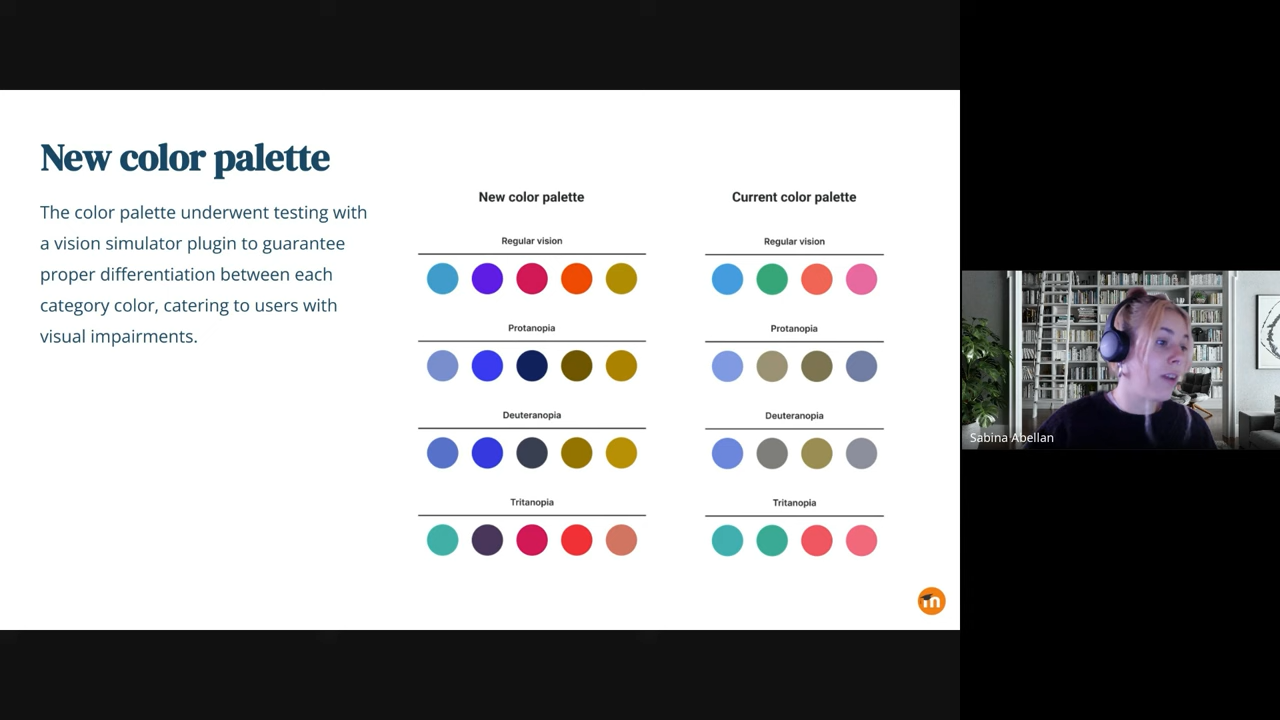 New color palette
The color palette underwent testing with
a vision simulator plugin to guarantee
proper differentiation between each
category color, catering to users with
visual impairments.
New color palette
Regular vision
Protanopia
Deuteranopia
Tritanopia
Current color palette
Regular vision
Protanopia
Deuteranopia
Tritanopia
m
Sabina Abellan